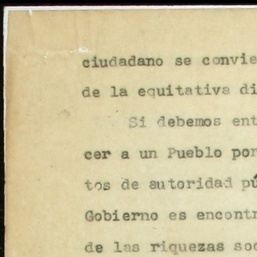 ciudadano se convie
de la equitativa di
Si debemos ent
cer a un Pueblo por
tos de autoridad pú
Gobierno es encontr
de las riquezas soc